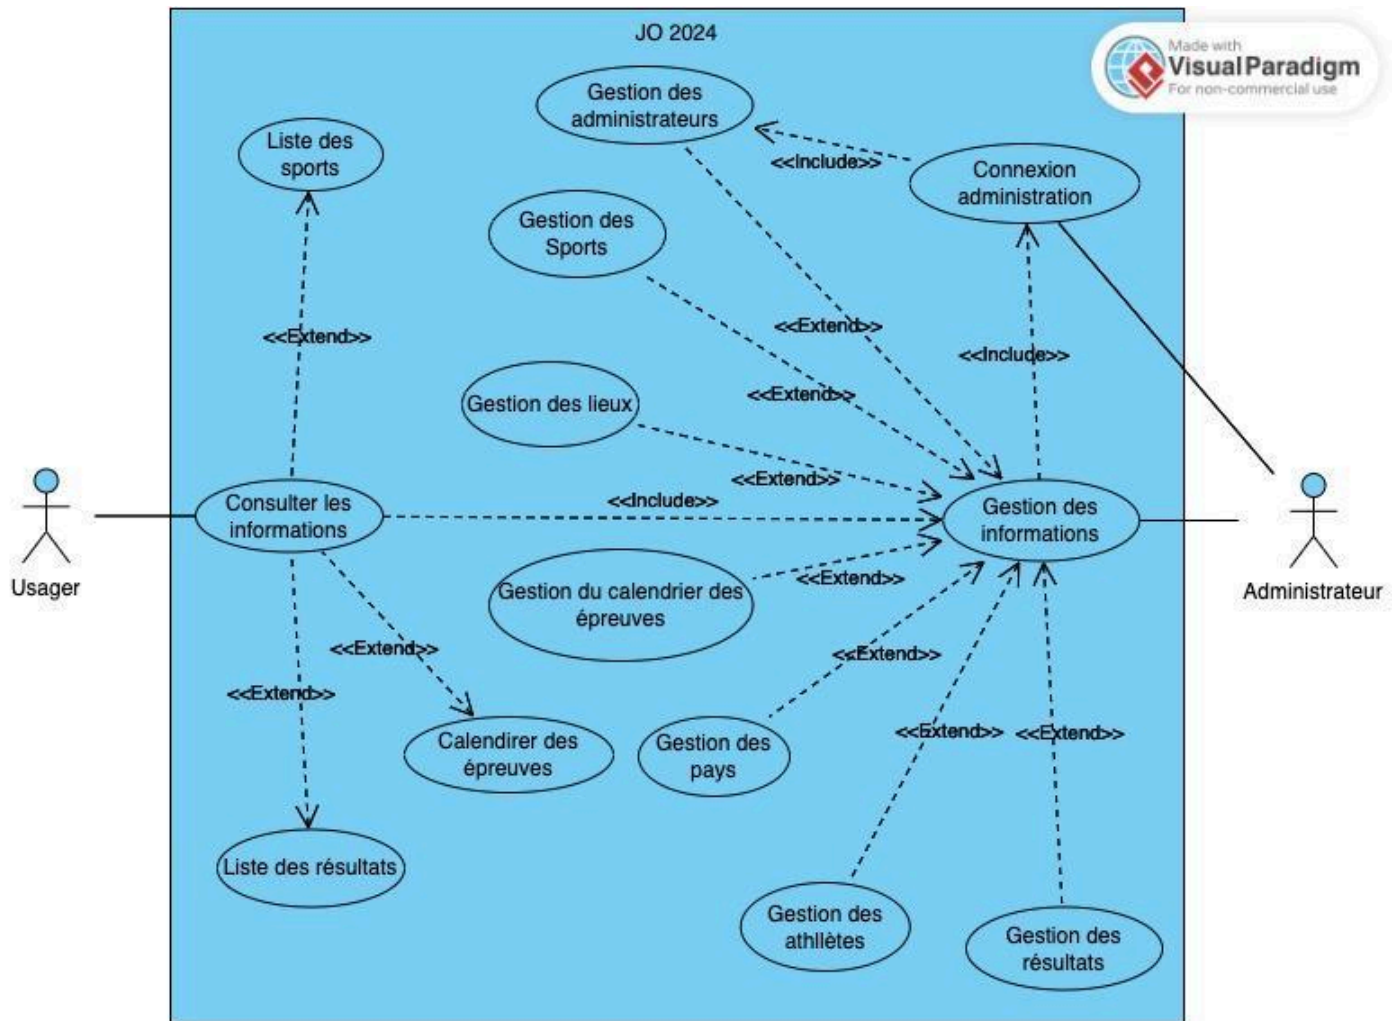 JO 2024
Made with
Visual Paradigm
For non-commercial use
Gestion des
administrateurs
Liste des
sports
<<Include>>
Connexion
administration
Gestion des
Sports
<<Extend>>
<<Extend>>
<<Include>>
<<Extend>>
Gestion des lieux
<<Extend>>
Consulter les
informations
<<Include>>
Gestion des
informations
Usager
Administrateur
<<Extend>>
Gestion du calendrier des
épreuves
<<Extend>>
<<Extend>>
<<Extend>>
<<Extend>>
<<Extend>>
Calendirer des
épreuves
Gestion des
pays
Liste des résultats
Gestion des
athllètes
Gestion des
résultats